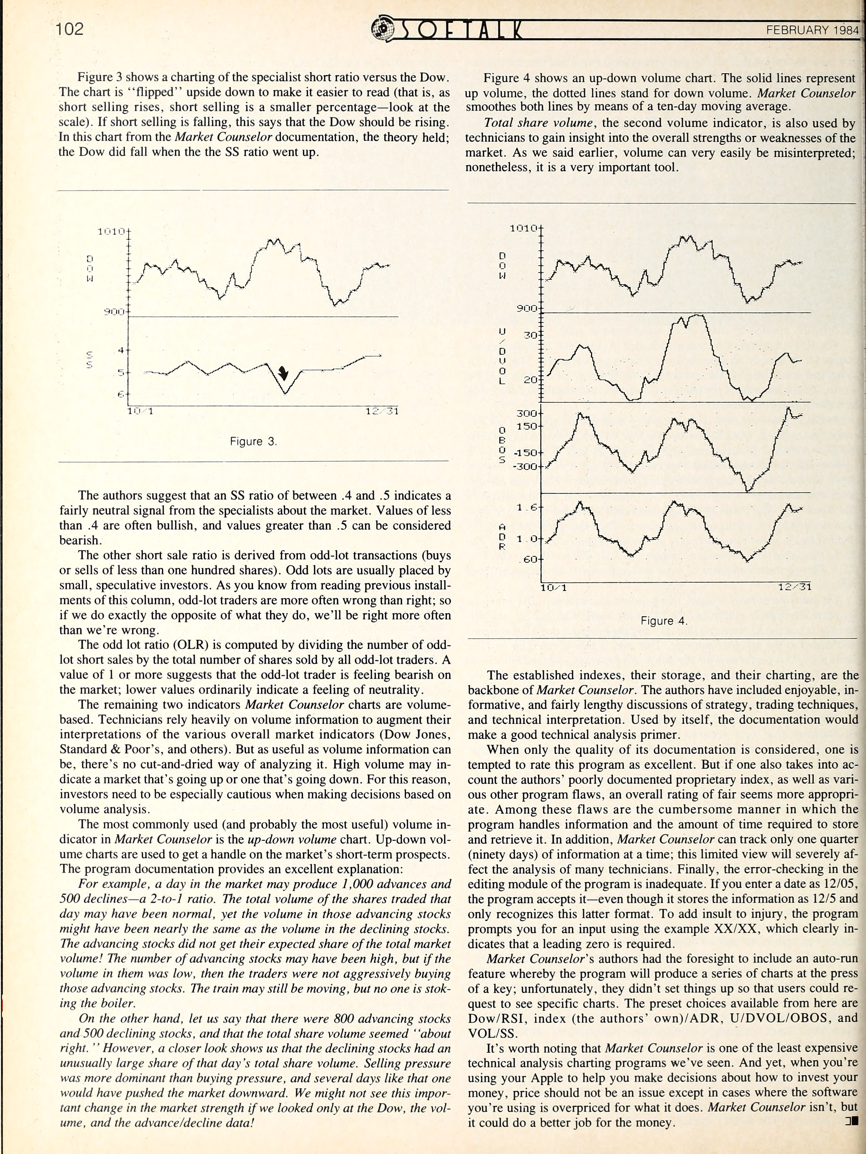 102
SOFTALK
FEBRUARY 1984
Figure 3 shows a charting of the specialist short ratio versus the Dow.
The chart is "flipped" upside down to make it easier to read (that is, as
short selling rises, short selling is a smaller percentage—look at the
scale). If short selling is falling, this says that the Dow should be rising.
In this chart from the Market Counselor documentation, the theory held;
the Dow did fall when the the SS ratio went up.
1010
DOW
900
SS
4
5
6
10/1
12/31
Figure 3.
The authors suggest that an SS ratio of between .4 and .5 indicates a
fairly neutral signal from the specialists about the market. Values of less
than .4 are often bullish, and values greater than .5 can be considered
bearish.
The other short sale ratio is derived from odd-lot transactions (buys
or sells of less than one hundred shares). Odd lots are usually placed by
small, speculative investors. As you know from reading previous install-
ments of this column, odd-lot traders are more often wrong than right; so
if we do exactly the opposite of what they do, we'll be right more often
than we're wrong.
The odd lot ratio (OLR) is computed by dividing the number of odd-
lot short sales by the total number of shares sold by all odd-lot traders. A
value of 1 or more suggests that the odd-lot trader is feeling bearish on
the market; lower values ordinarily indicate a feeling of neutrality.
The remaining two indicators Market Counselor charts are volume-
based. Technicians rely heavily on volume information to augment their
interpretations of the various overall market indicators (Dow Jones,
Standard & Poor's, and others). But as useful as volume information can
be, there's no cut-and-dried way of analyzing it. High volume may in-
dicate a market that's going up or one that's going down. For this reason,
investors need to be especially cautious when making decisions based on
volume analysis.
The most commonly used (and probably the most useful) volume in-
dicator in Market Counselor is the up-down volume chart. Up-down vol-
ume charts are used to get a handle on the market's short-term prospects.
The program documentation provides an excellent explanation:
For example, a day in the market may produce 1,000 advances and
500 declines—a 2-to-1 ratio. The total volume of the shares traded that
day may have been normal, yet the volume in those advancing stocks
might have been nearly the same as the volume in the declining stocks.
The advancing stocks did not get their expected share of the total market
volume! The number of advancing stocks may have been high, but if the
volume in them was low, then the traders were not aggressively buying
those advancing stocks. The train may still be moving, but no one is stok-
ing the boiler.
On the other hand, let us say that there were 800 advancing stocks
and 500 declining stocks, and that the total share volume seemed "about
right." However, a closer look shows us that the declining stocks had an
unusually large share of that day's total share volume. Selling pressure
was more dominant than buying pressure, and several days like that one
would have pushed the market downward. We might not see this impor-
tant change in the market strength if we looked only at the Dow, the vol-
ume, and the advance/decline data!
Figure 4 shows an up-down volume chart. The solid lines represent
up volume, the dotted lines stand for down volume. Market Counselor
smoothes both lines by means of a ten-day moving average.
Total share volume, the second volume indicator, is also used by
technicians to gain insight into the overall strengths or weaknesses of the
market. As we said earlier, volume can very easily be misinterpreted;
nonetheless, it is a very important tool.
1010
DOW
900
U/DVOL
30
20
OBOS
300
150
-150
-300
ADR
1.6
1.0
.60
10/1
12/31
Figure 4.
The established indexes, their storage, and their charting, are the
backbone of Market Counselor. The authors have included enjoyable, in-
formative, and fairly lengthy discussions of strategy, trading techniques,
and technical interpretation. Used by itself, the documentation would
make a good technical analysis primer.
When only the quality of its documentation is considered, one is
tempted to rate this program as excellent. But if one also takes into ac-
count the authors' poorly documented proprietary index, as well as vari-
ous other program flaws, an overall rating of fair seems more appropri-
ate. Among these flaws are the cumbersome manner in which the
program handles information and the amount of time required to store
and retrieve it. In addition, Market Counselor can track only one quarter
(ninety days) of information at a time; this limited view will severely af-
fect the analysis of many technicians. Finally, the error-checking in the
editing module of the program is inadequate. If you enter a date as 12/05,
the program accepts it—even though it stores the information as 12/5 and
only recognizes this latter format. To add insult to injury, the program
prompts you for an input using the example XX/XX, which clearly in-
dicates that a leading zero is required.
Market Counselor's authors had the foresight to include an auto-run
feature whereby the program will produce a series of charts at the press
of a key; unfortunately, they didn't set things up so that users could re-
quest to see specific charts. The preset choices available from here are
Dow/RSI, index (the authors' own)/ADR, U/DVOL/OBOS, and
VOL/SS.
It's worth noting that Market Counselor is one of the least expensive
technical analysis charting programs we've seen. And yet, when you're
using your Apple to help you make decisions about how to invest your
money, price should not be an issue except in cases where the software
you're using is overpriced for what it does. Market Counselor isn't, but
it could do a better job for the money.